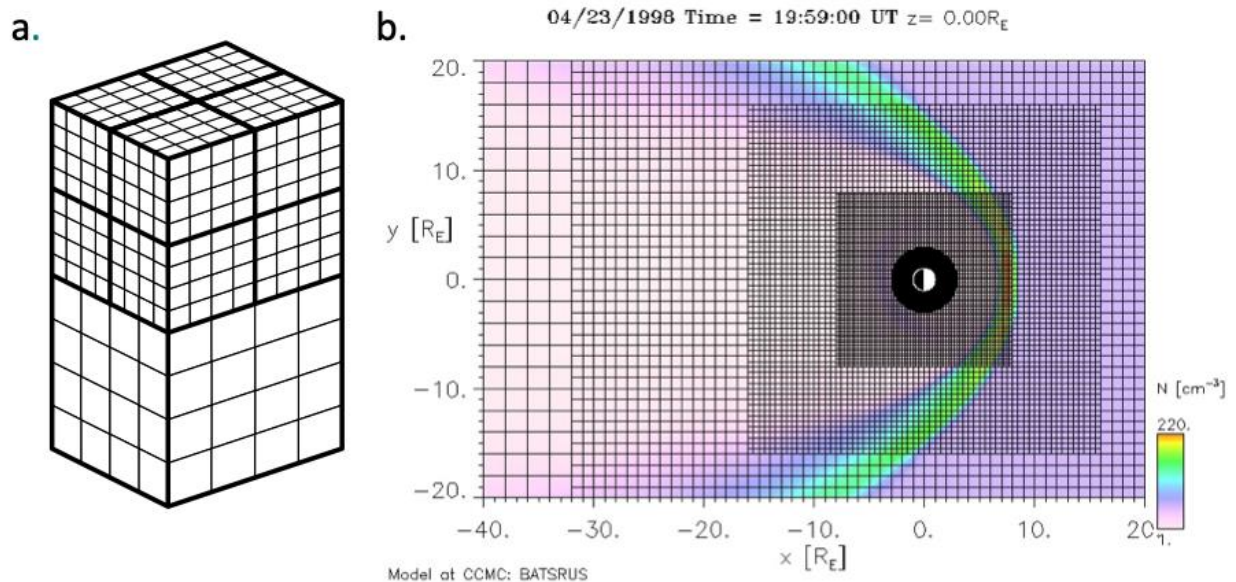 a.
b.
04/23/1998 Time = 19:59:00 UT z= 0.00R_E
20.
10.
y [R_E]
0.
−10.
−20.
−40.
−30.
−20.
−10.
0.
10.
20
x [R_E]
N [cm⁻³]
220.
1.
Model at CCMC: BATSRUS